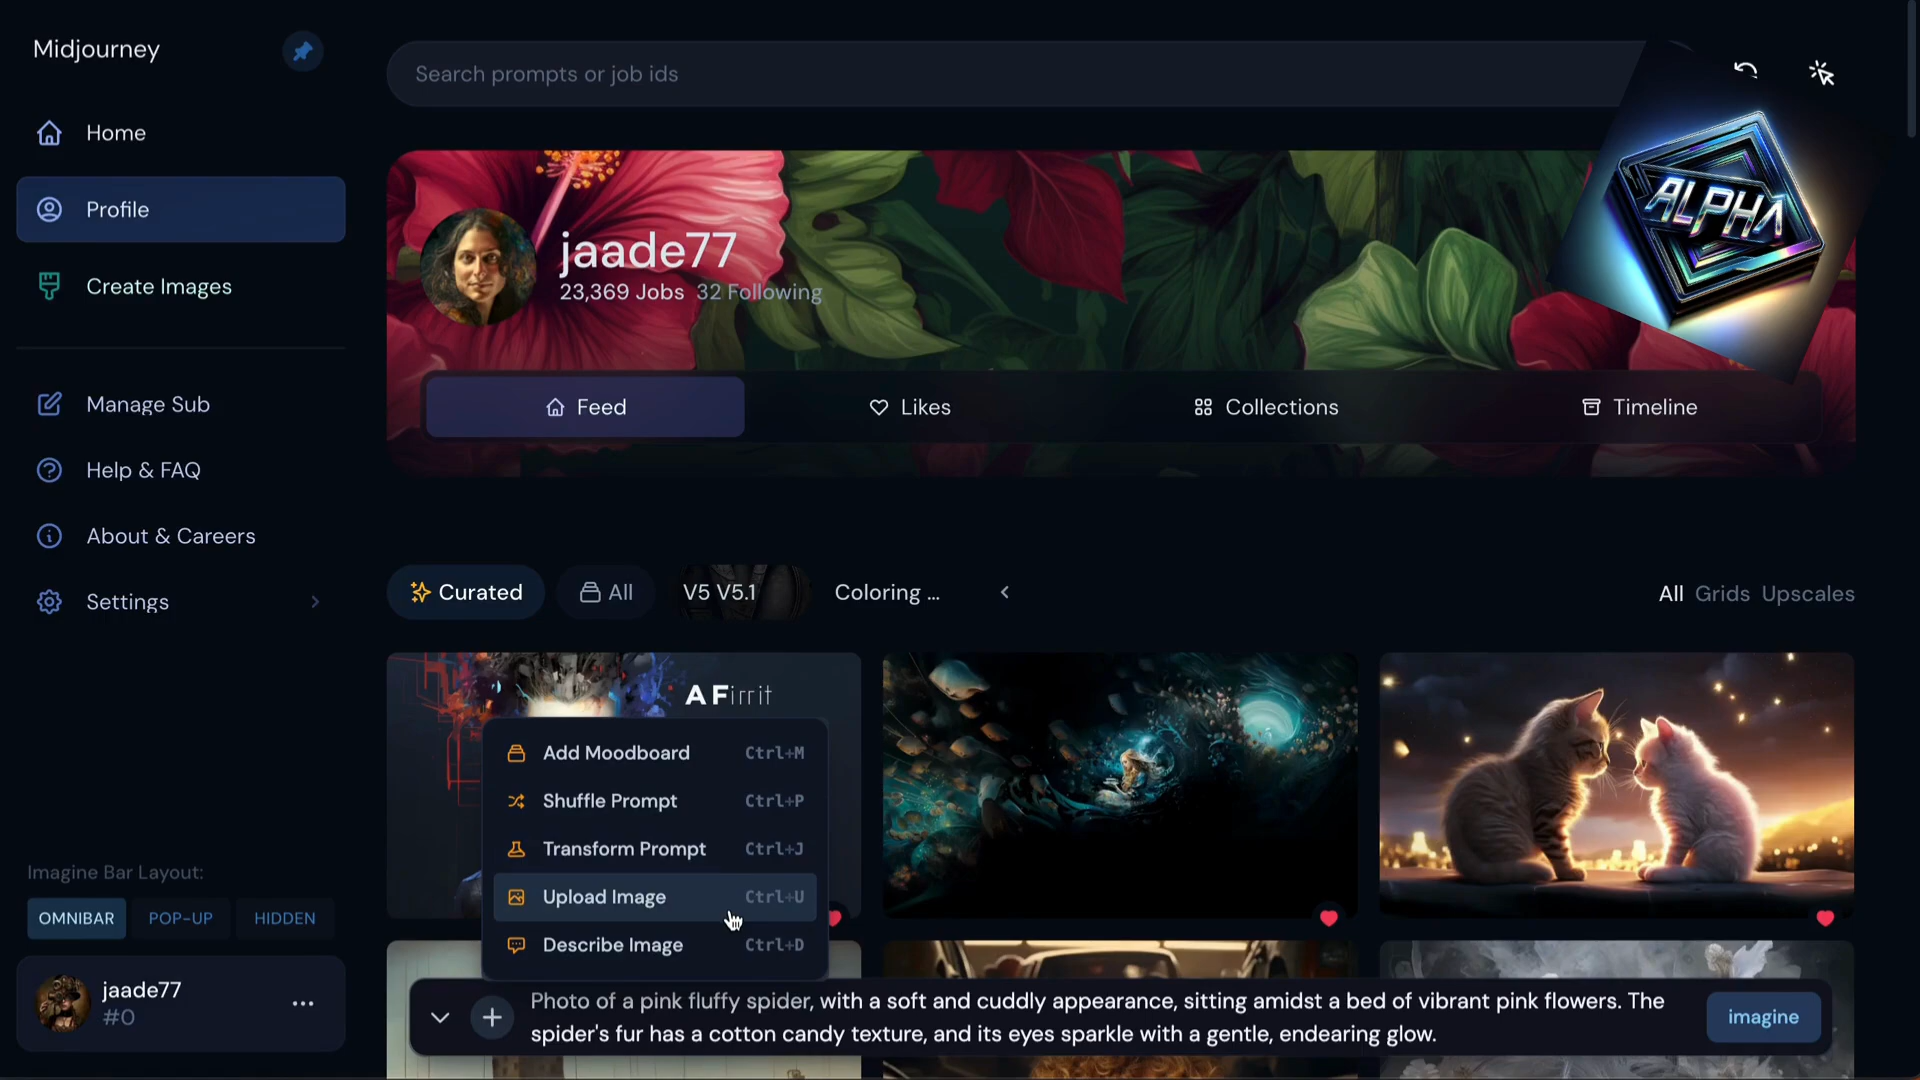 Midjourney
Search prompts or job ids
Home
Profile
Create Images
Manage Sub
Help & FAQ
About & Careers
Settings
ALPHA
jaade77
23,369 Jobs 32 Following
Feed
Likes
Collections
Timeline
Curated
All
V5 V5.1
Coloring ...
All Grids Upscales
A Firrit
Add Moodboard Ctrl+M
Shuffle Prompt Ctrl+P
Transform Prompt Ctrl+J
Upload Image Ctrl+U
Describe Image Ctrl+D
Imagine Bar Layout:
OMNIBAR POP-UP HIDDEN
jaade77
#0
Photo of a pink fluffy spider, with a soft and cuddly appearance, sitting amidst a bed of vibrant pink flowers. The
spider's fur has a cotton candy texture, and its eyes sparkle with a gentle, endearing glow.
imagine